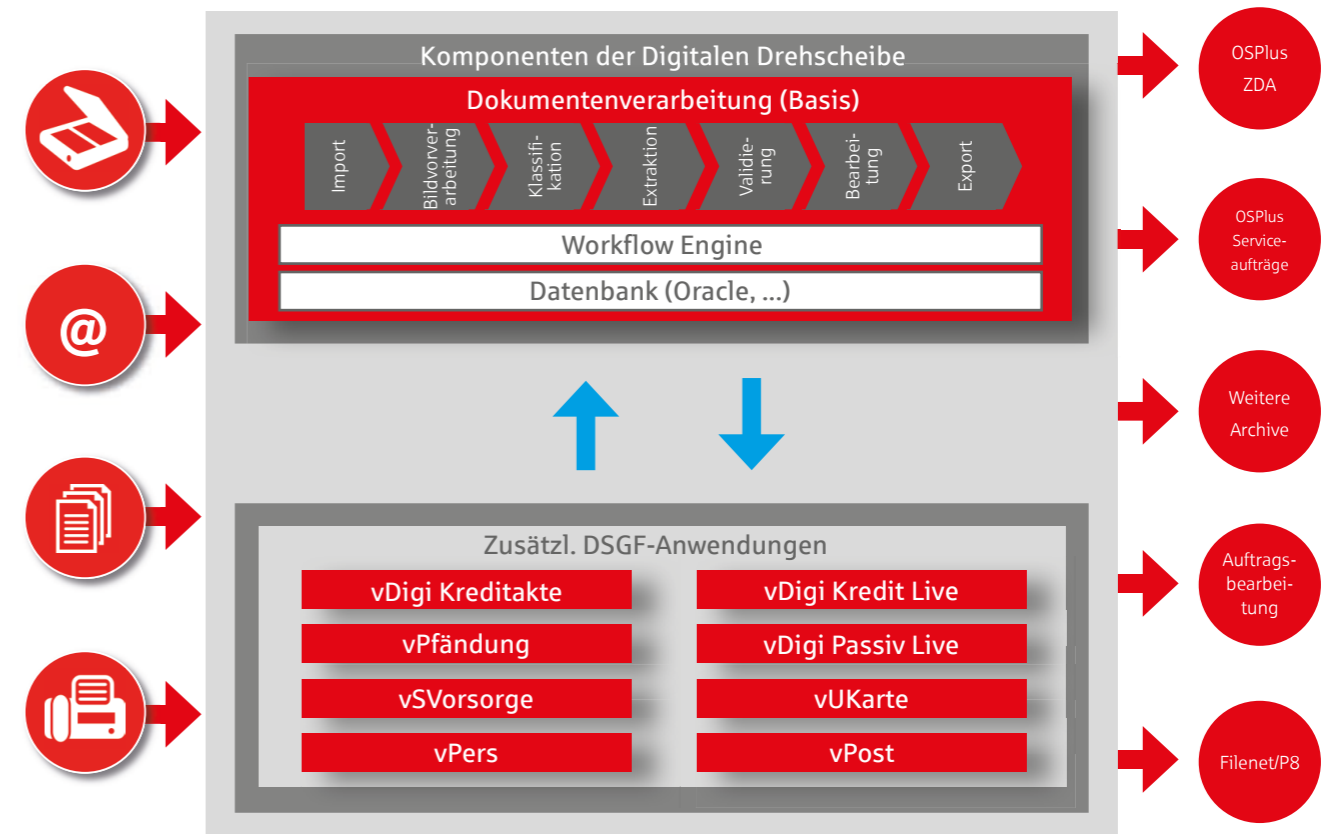 Komponenten der Digitalen Drehscheibe
Dokumentenverarbeitung (Basis)
Import
Bildvorver-
arbeitung
Klassifi-
kation
Extraktion
Validie-
rung
Bearbei-
tung
Export
Workflow Engine
Datenbank (Oracle, ...)
@
Zusätzl. DSGF-Anwendungen
vDigi Kreditakte
vDigi Kredit Live
vPfändung
vDigi Passiv Live
vSVorsorge
vUKarte
vPers
vPost
OSPlus
ZDA
OSPlus
Service-
aufträge
Weitere
Archive
Auftrags-
bearbei-
tung
Filenet/P8